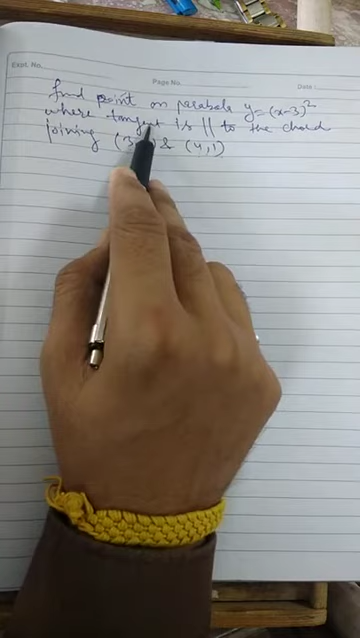 Expt. No.
Page No.
Date :
find point on parabola y = (x-3)²
where tangent is || to the chord
joining (3, ) & (4,1)